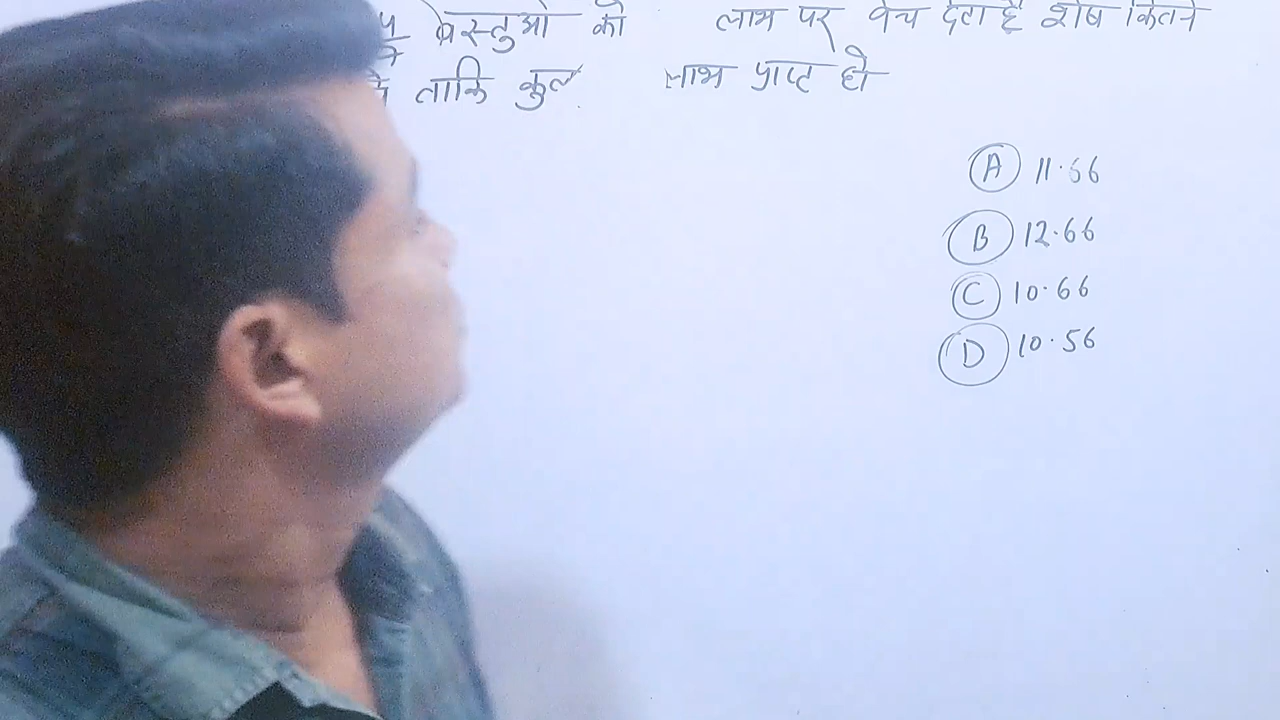 वस्तुओ को लाभ पर बेच देता है शेष कितने
ताकि कुल लाभ प्राप्त हो
A 11.66
B 12.66
C 10.66
D 10.56